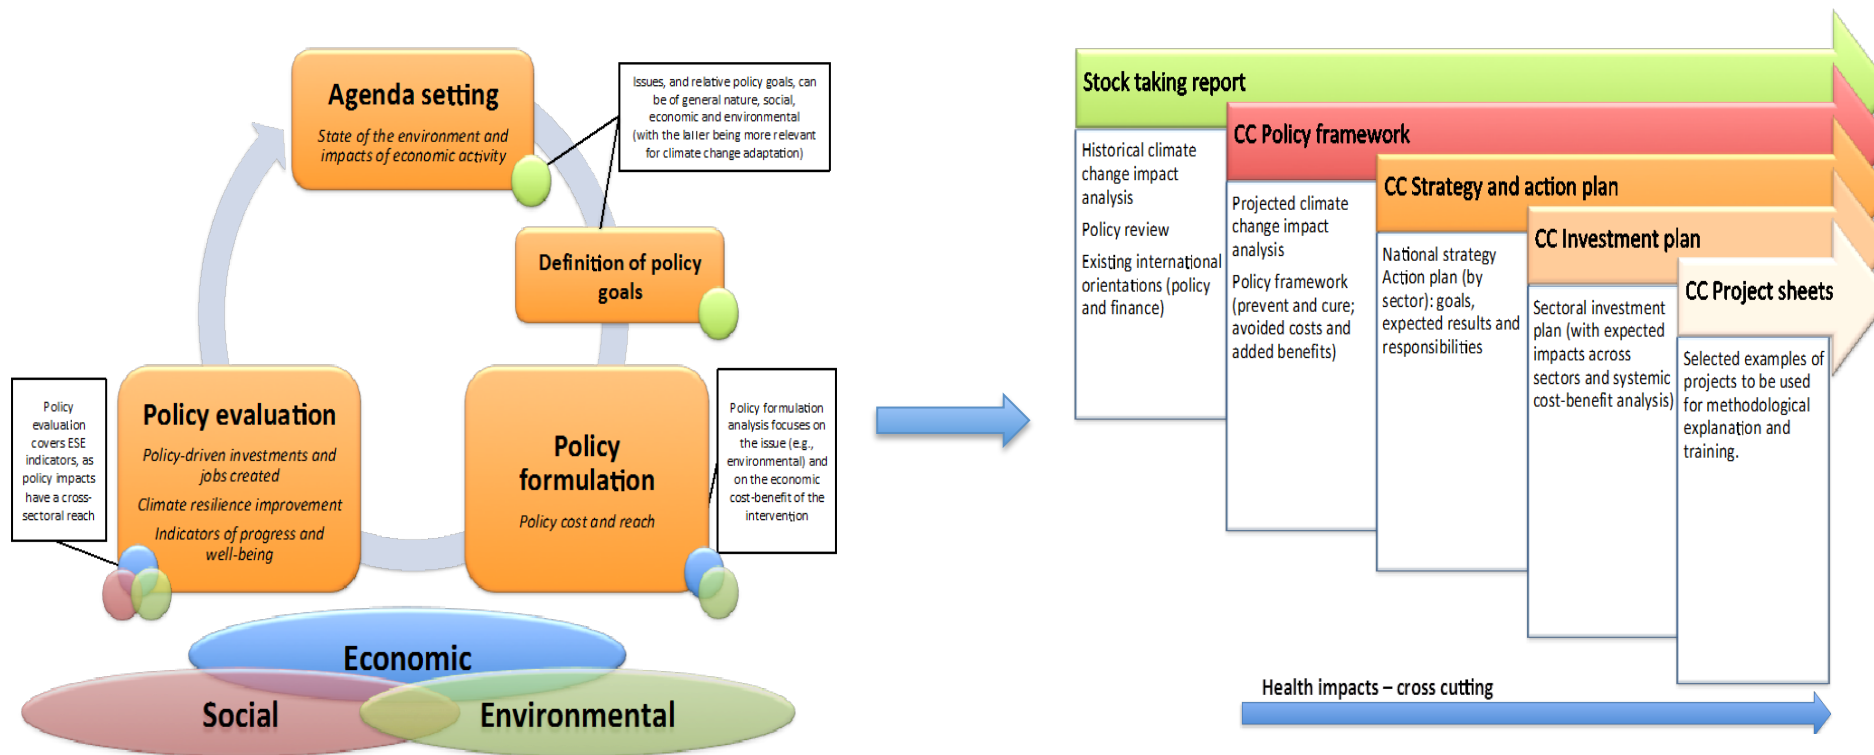 Agenda setting
State of the environment and
impacts of economic activity
Issues, and relative policy goals, can
be of general nature, social,
economic and environmental
(with the latter being more relevant
for climate change adaptation)
Definition of policy
goals
Policy
evaluation
covers ESE
indicators, as
policy impacts
have a cross-
sectoral reach
Policy evaluation
Policy-driven investments and
jobs created
Climate resilience improvement
Indicators of progress and
well-being
Policy
formulation
Policy cost and reach
Policy formulation
analysis focuses on
the issue (e.g.,
environmental) and
on the economic
cost-benefit of the
intervention
Economic
Social
Environmental
Stock taking report
Historical climate
change impact
analysis
Policy review
Existing international
orientations (policy
and finance)
CC Policy framework
Projected climate
change impact
analysis
Policy framework
(prevent and cure;
avoided costs and
added benefits)
CC Strategy and action plan
National strategy
Action plan (by
sector): goals,
expected results and
responsibilities
CC Investment plan
Sectoral investment
plan (with expected
impacts across
sectors and systemic
cost-benefit analysis)
CC Project sheets
Selected examples of
projects to be used
for methodological
explanation and
training.
Health impacts – cross cutting